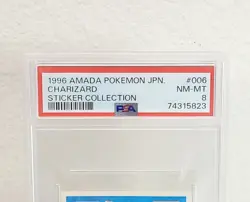 1996 AMADA POKEMON JPN. #006
CHARIZARD NM-MT
STICKER COLLECTION 8
PSA 74315823